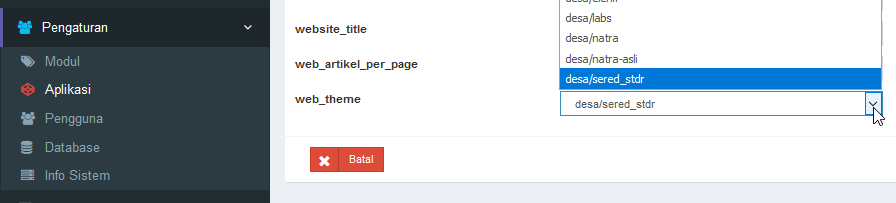 Pengaturan
Modul
Aplikasi
Pengguna
Database
Info Sistem
website_title
web_artikel_per_page
web_theme
desa/labs
desa/natra
desa/natra-asli
desa/sered_stdr
desa/sered_stdr
Batal